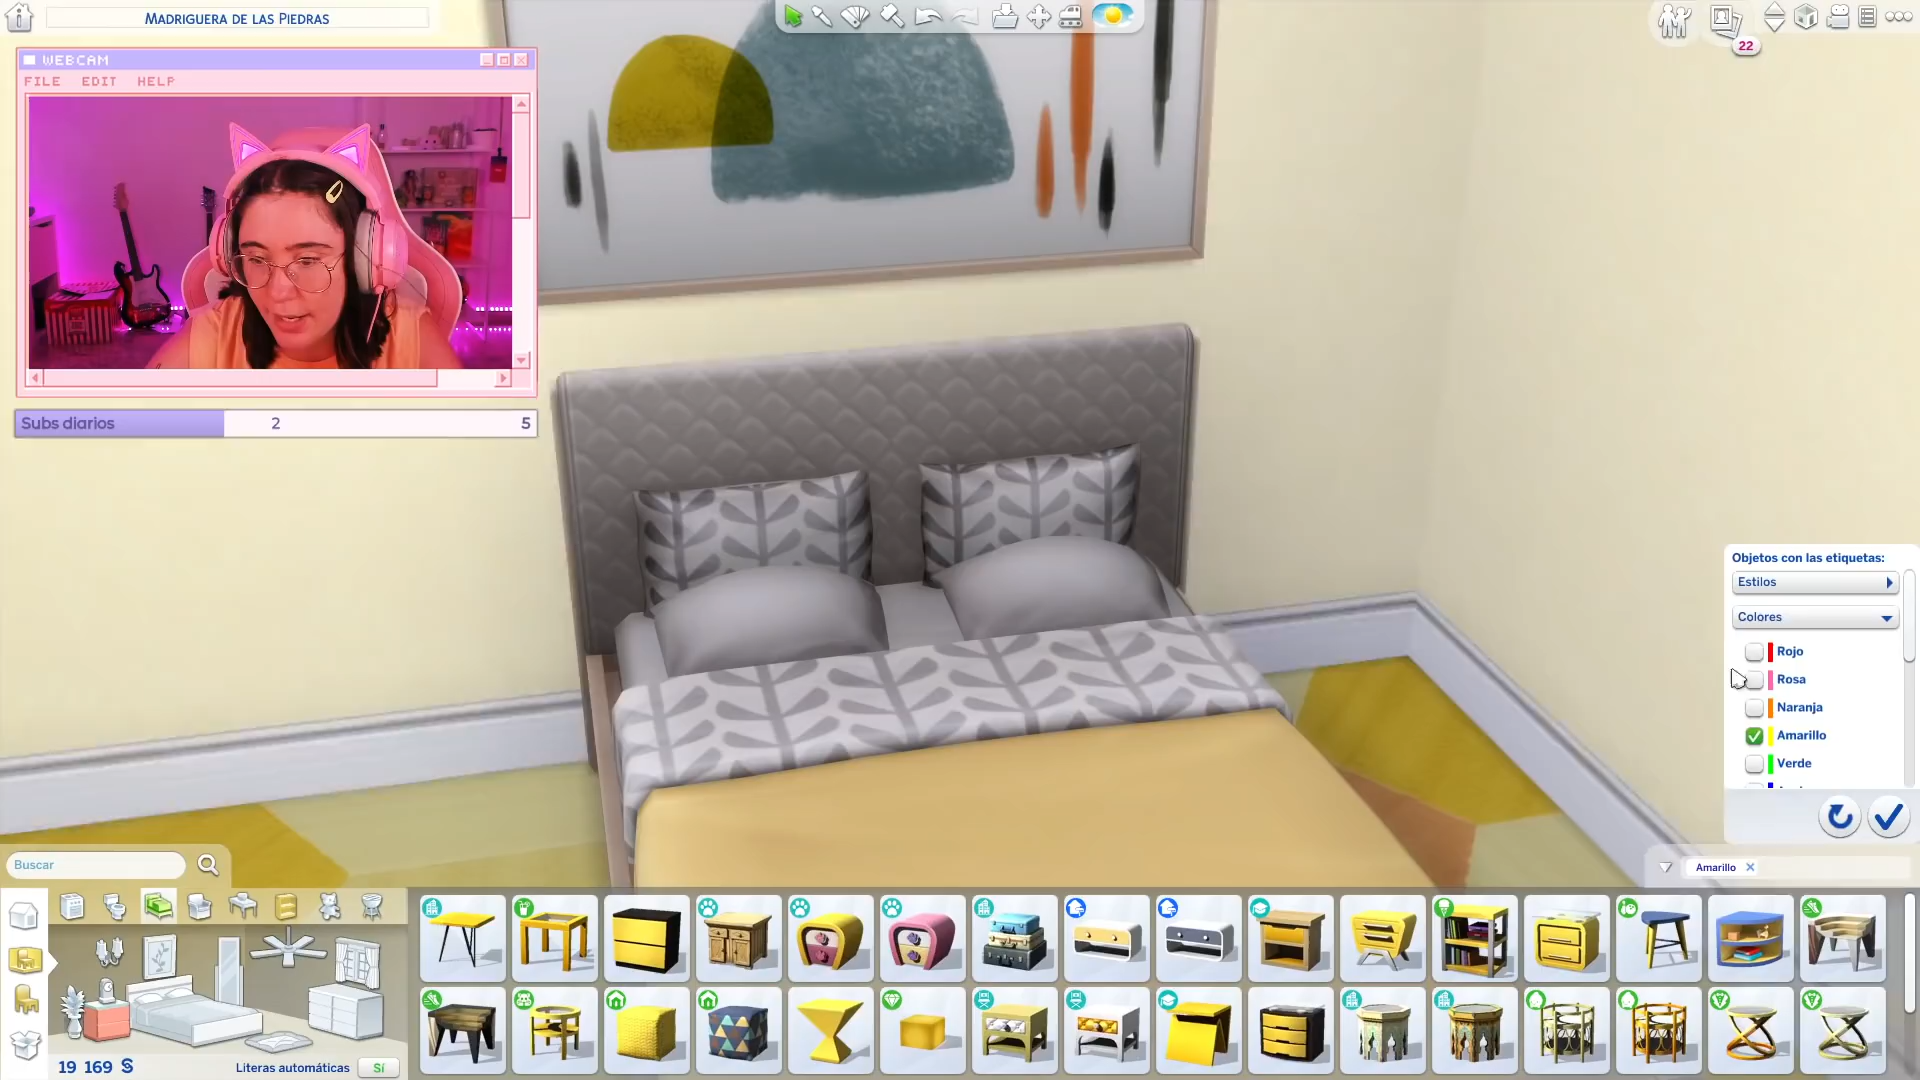 Madriguera de las Piedras
22
WEBCAM
FILE EDIT HELP
Subs diarios 2 5
Objetos con las etiquetas:
Estilos
Colores
Rojo
Rosa
Naranja
Amarillo
Verde
Buscar
Amarillo
19 169
Literas automáticas Sí